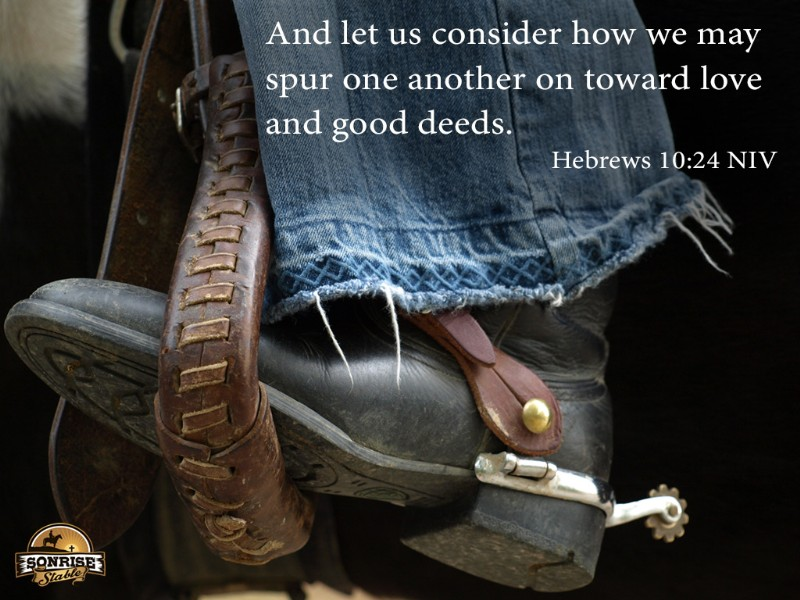 And let us consider how we may
spur one another on toward love
and good deeds.
Hebrews 10:24 NIV
SONRISE
Stable